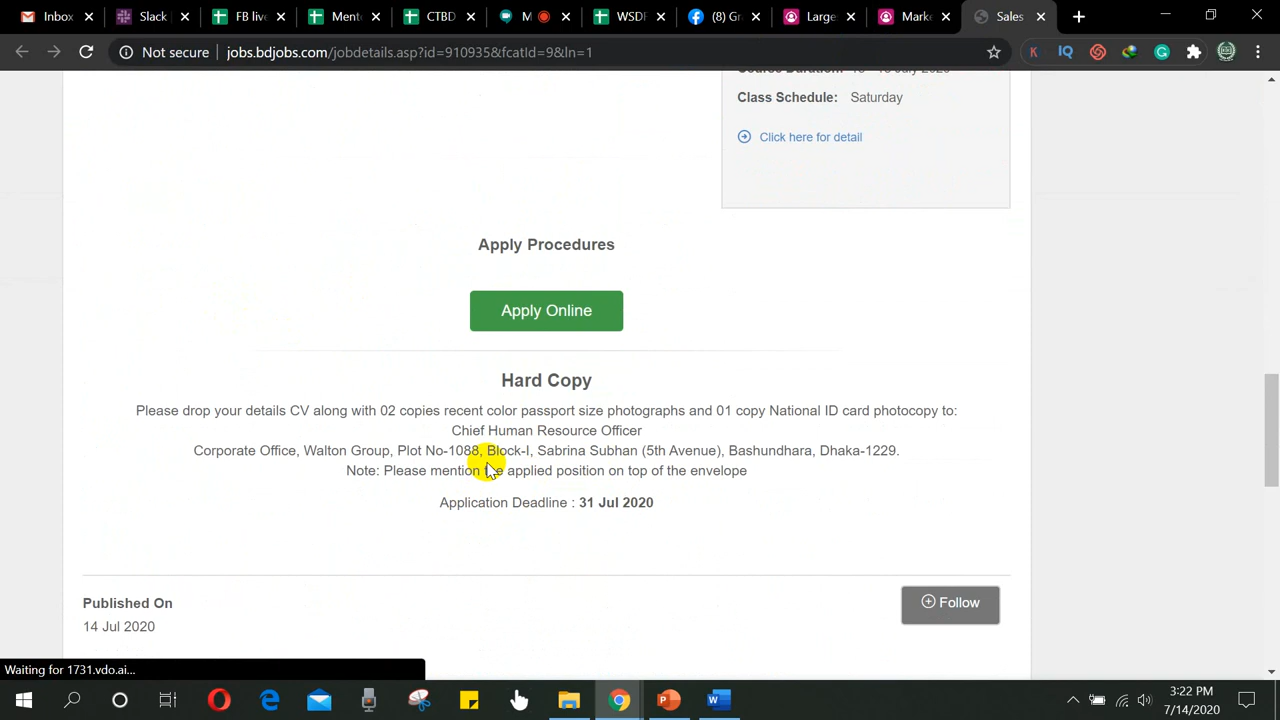 Inbox
Slack
FB live
Mente
CTBD
M
WSDF
(8) Gr
Large
Marke
Sales
Not secure
jobs.bdjobs.com/jobdetails.asp?id=910935&fcatId=9&ln=1
Class Schedule: Saturday
Click here for detail
Apply Procedures
Apply Online
Hard Copy
Please drop your details CV along with 02 copies recent color passport size photographs and 01 copy National ID card photocopy to:
Chief Human Resource Officer
Corporate Office, Walton Group, Plot No-1088, Block-I, Sabrina Subhan (5th Avenue), Bashundhara, Dhaka-1229.
Note: Please mention the applied position on top of the envelope
Application Deadline : 31 Jul 2020
Published On
Follow
14 Jul 2020
Waiting for 1731.vdo.ai...
3:22 PM
7/14/2020